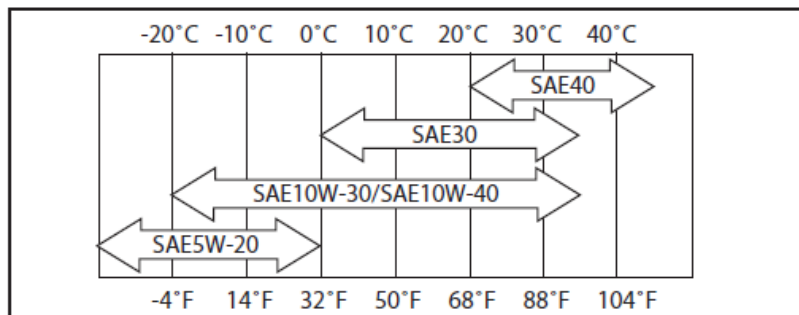 -20˚C -10˚C 0˚C 10˚C 20˚C 30˚C 40˚C
SAE40
SAE30
SAE10W-30/SAE10W-40
SAE5W-20
-4˚F 14˚F 32˚F 50˚F 68˚F 88˚F 104˚F